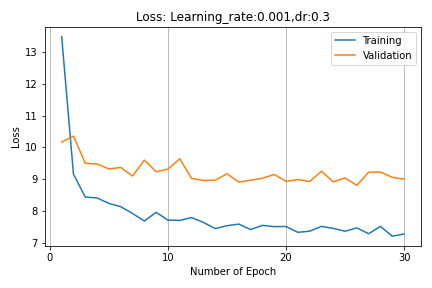 Loss: Learning_rate:0.001,dr:0.3
Training
Validation
Loss
13
12
11
10
9
8
7
0 10 20 30
Number of Epoch